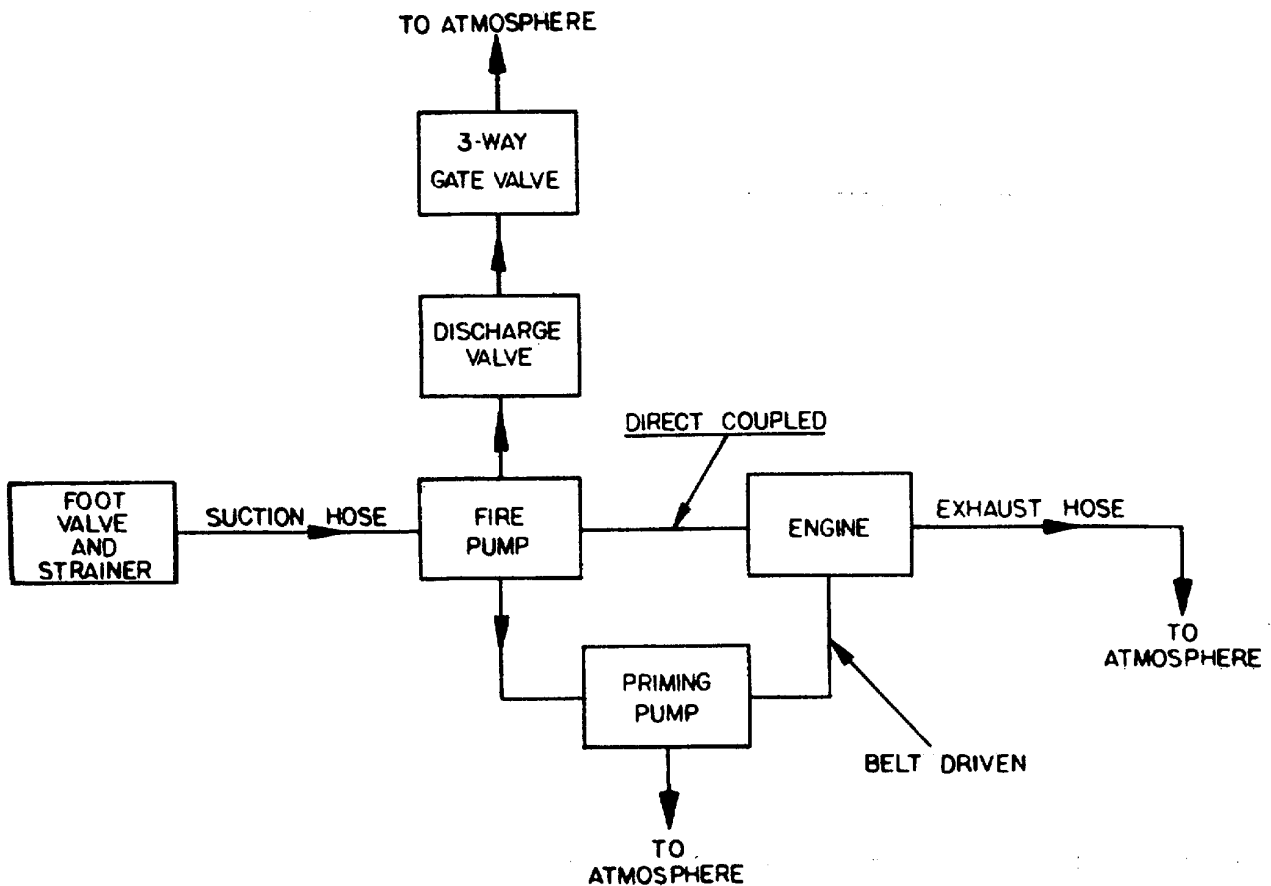 TO ATMOSPHERE
3-WAY
GATE VALVE
DISCHARGE
VALVE
DIRECT COUPLED
FOOT
VALVE
AND
STRAINER
SUCTION HOSE
FIRE
PUMP
ENGINE
EXHAUST HOSE
TO
ATMOSPHERE
PRIMING
PUMP
BELT DRIVEN
TO
ATMOSPHERE